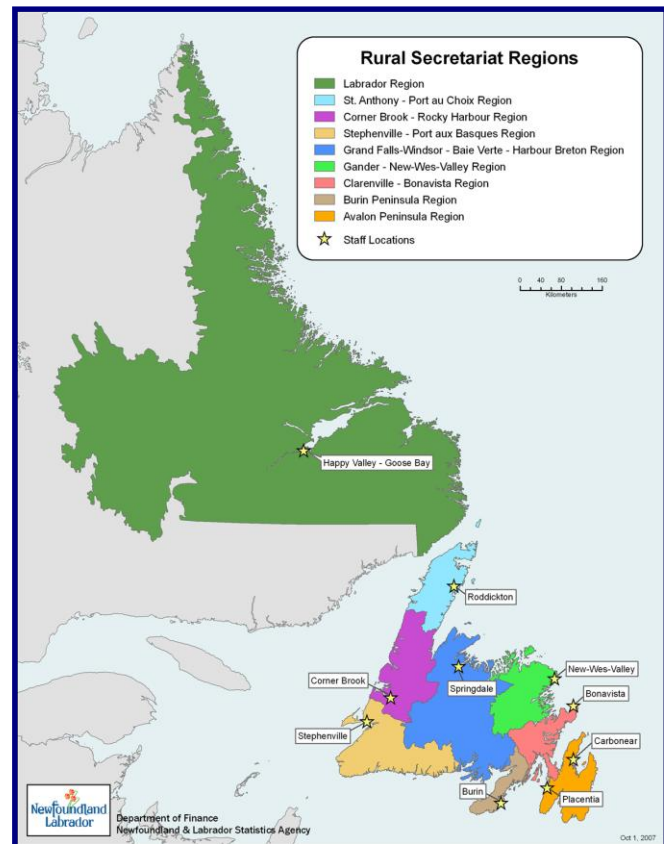 Rural Secretariat Regions
Labrador Region
St. Anthony - Port au Choix Region
Corner Brook - Rocky Harbour Region
Stephenville - Port aux Basques Region
Grand Falls-Windsor - Baie Verte - Harbour Breton Region
Gander - New-Wes-Valley Region
Clarenville - Bonavista Region
Burin Peninsula Region
Avalon Peninsula Region
Staff Locations
0 40 80 160
Kilometers
Happy Valley - Goose Bay
Roddickton
New-Wes-Valley
Corner Brook
Springdale
Bonavista
Stephenville
Carbonear
Burin
Placentia
Newfoundland
Labrador
Department of Finance
Newfoundland & Labrador Statistics Agency
Oct 1, 2007